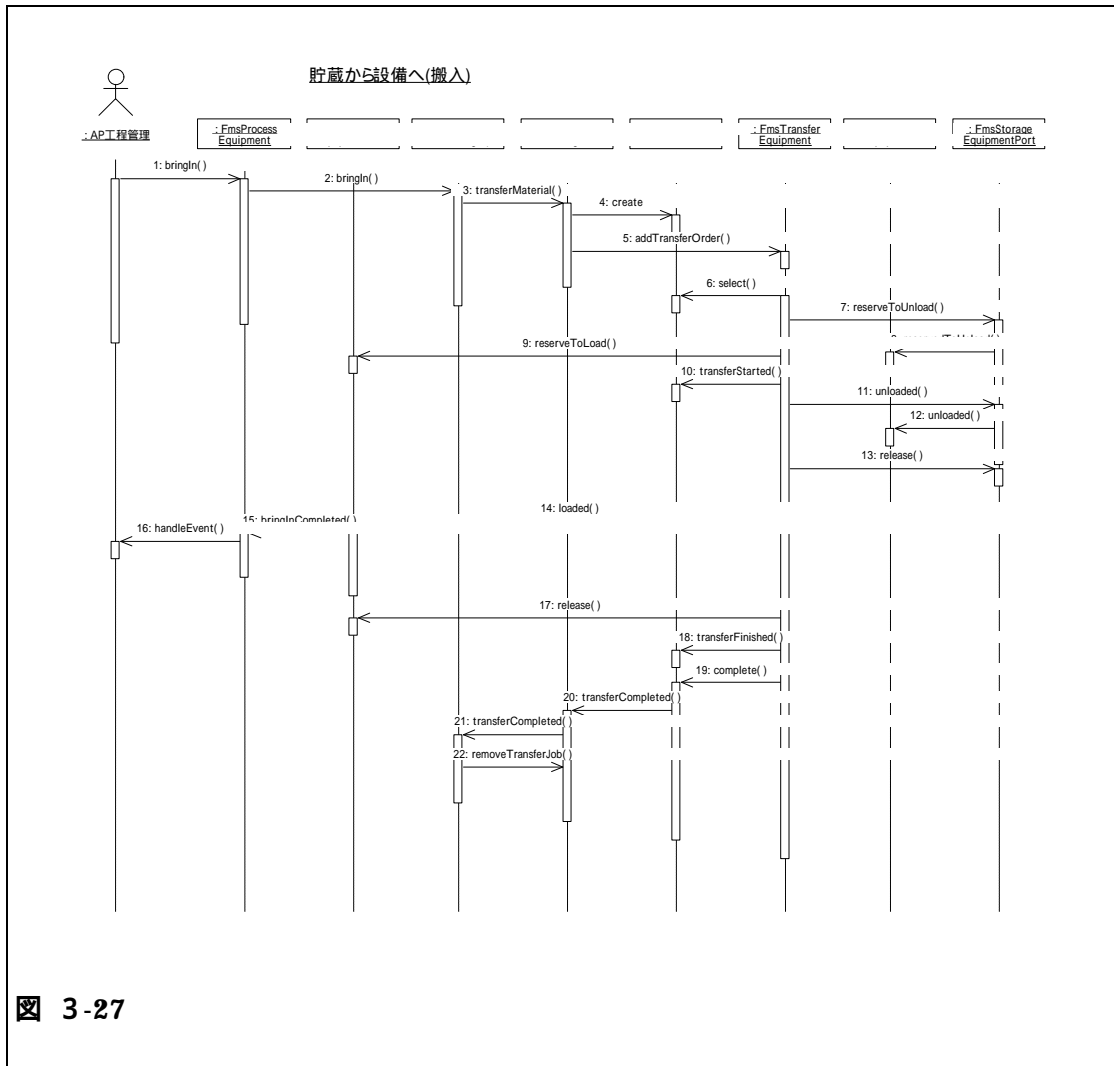 貯蔵から設備へ(搬入)
: AP工程管理
: FmsProcess
Equipment
: FmsTransfer
Equipment
: FmsStorage
EquipmentPort
1: bringIn( )
2: bringIn( )
3: transferMaterial( )
4: create
5: addTransferOrder( )
6: select( )
7: reserveToUnload( )
9: reserveToLoad( )
10: transferStarted( )
11: unloaded( )
12: unloaded( )
13: release( )
14: loaded( )
15: bringInCompleted( )
16: handleEvent( )
17: release( )
18: transferFinished( )
19: complete( )
20: transferCompleted( )
21: transferCompleted( )
22: removeTransferJob( )
図 3-27